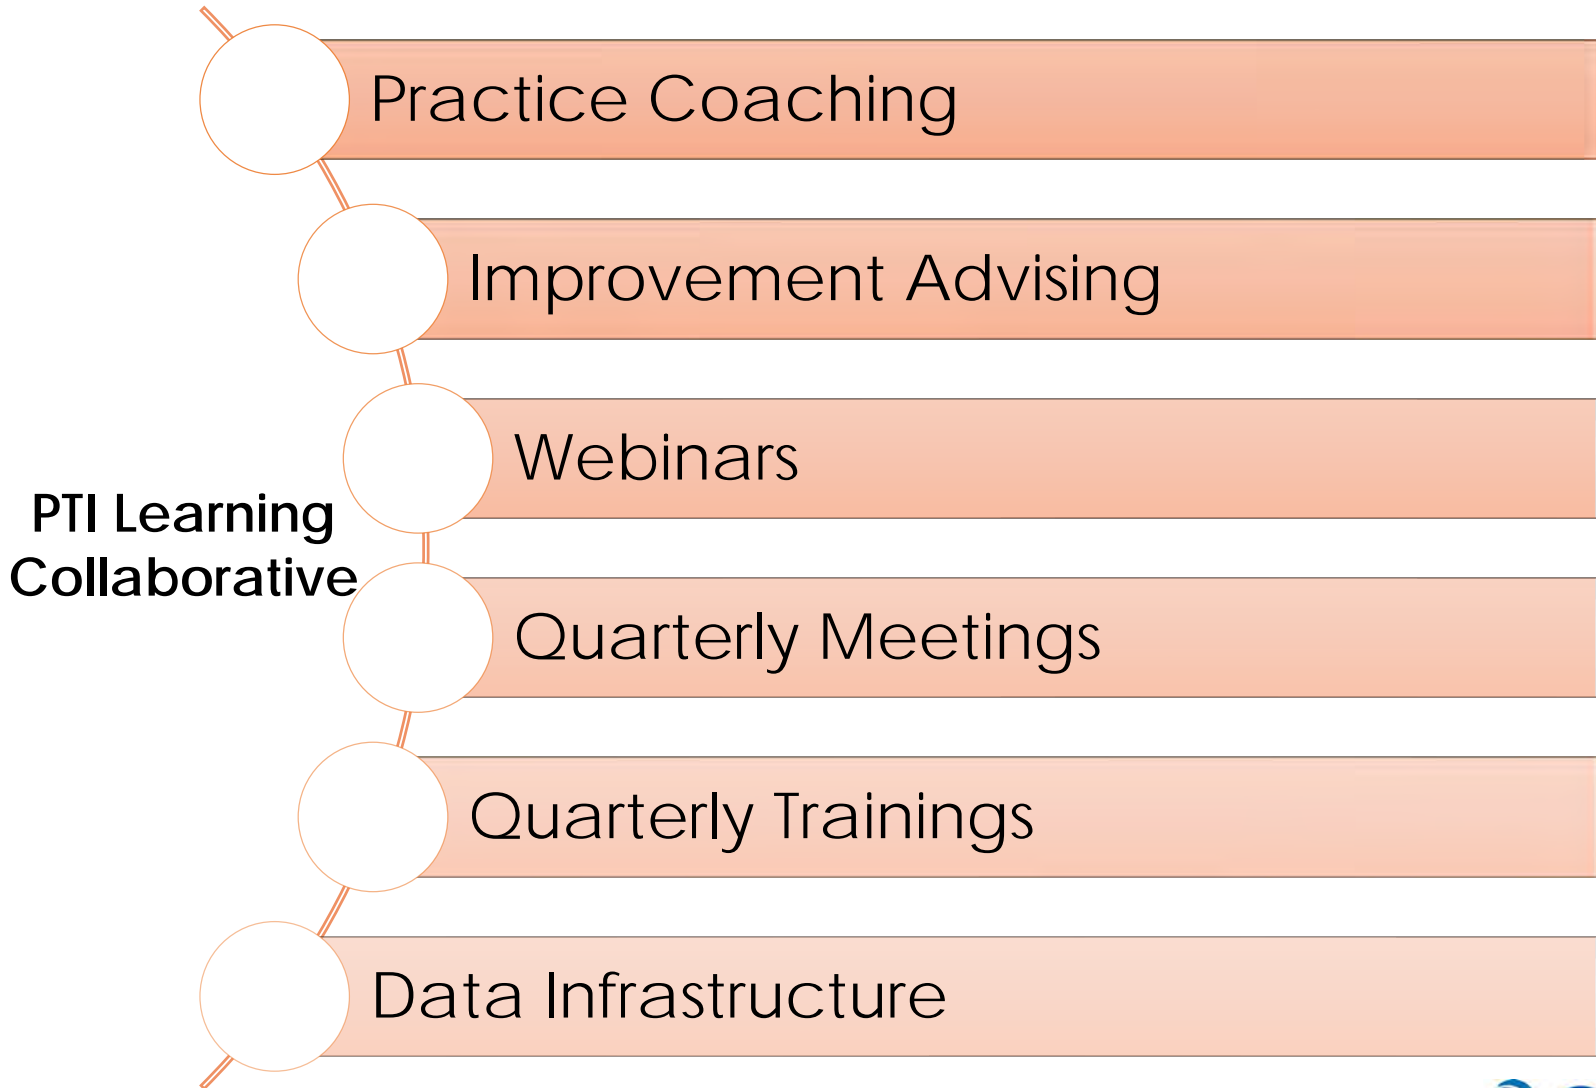 Practice Coaching
Improvement Advising
Webinars
PTI Learning
Collaborative
Quarterly Meetings
Quarterly Trainings
Data Infrastructure